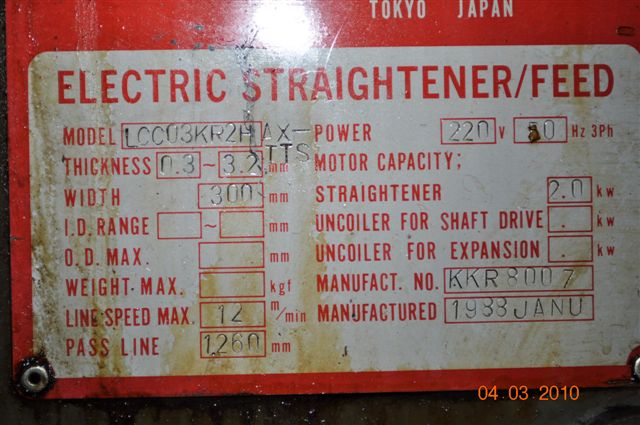 TOKYO JAPAN
ELECTRIC STRAIGHTENER/FEED
MODEL LCC03KR2H AX-TTS
THICKNESS 0.3 ~ 3.2 mm
WIDTH 300 mm
I.D. RANGE ~ mm
O.D. MAX. mm
WEIGHT MAX. kgf
LINE SPEED MAX. 12 m/min
PASS LINE 1,260 mm
POWER 220 V 50 Hz 3Ph
MOTOR CAPACITY;
STRAIGHTENER 2.0 kw
UNCOILER FOR SHAFT DRIVE . kw
UNCOILER FOR EXPANSION . kw
MANUFACT. NO. KKR8007
MANUFACTURED 1988 JANU
04.03.2010